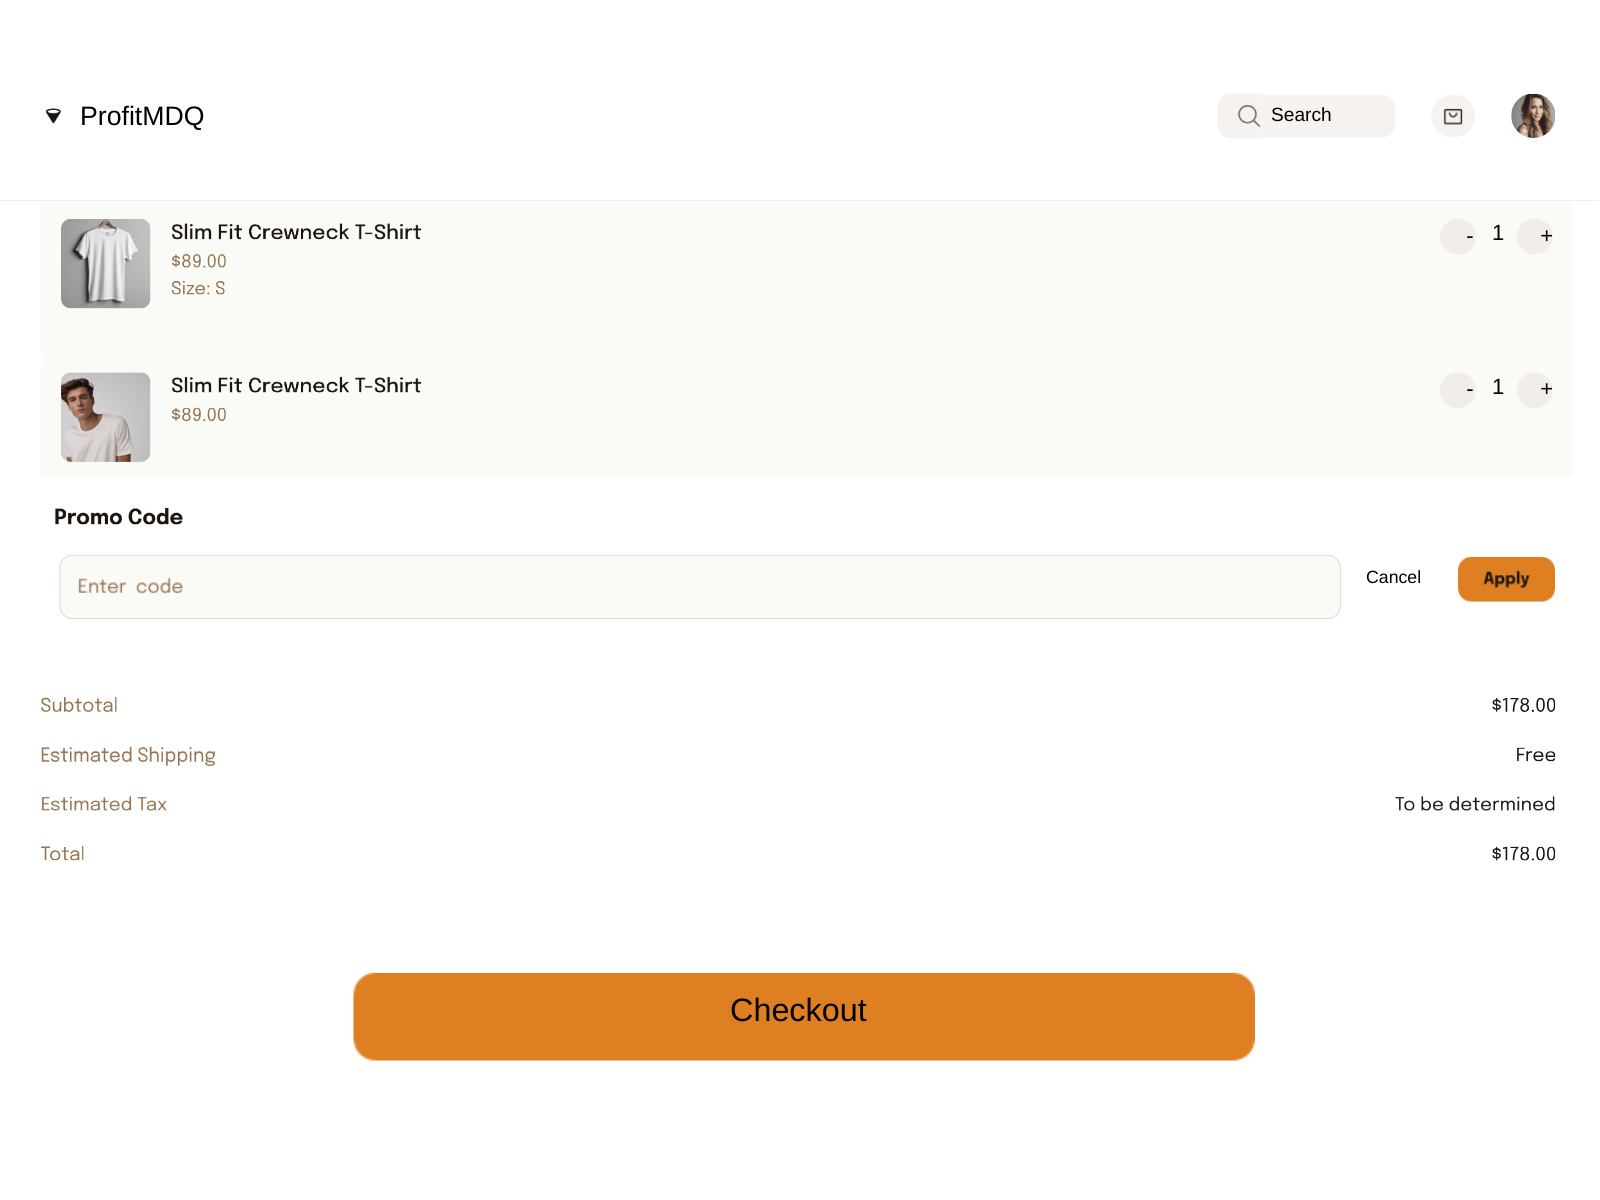 ProfitMDQ
Search
Slim Fit Crewneck T-Shirt
- 1 +
$89.00
Size: S
Slim Fit Crewneck T-Shirt
- 1 +
$89.00
Promo Code
Enter code
Cancel
Apply
Subtotal $178.00
Estimated Shipping Free
Estimated Tax To be determined
Total $178.00
Checkout